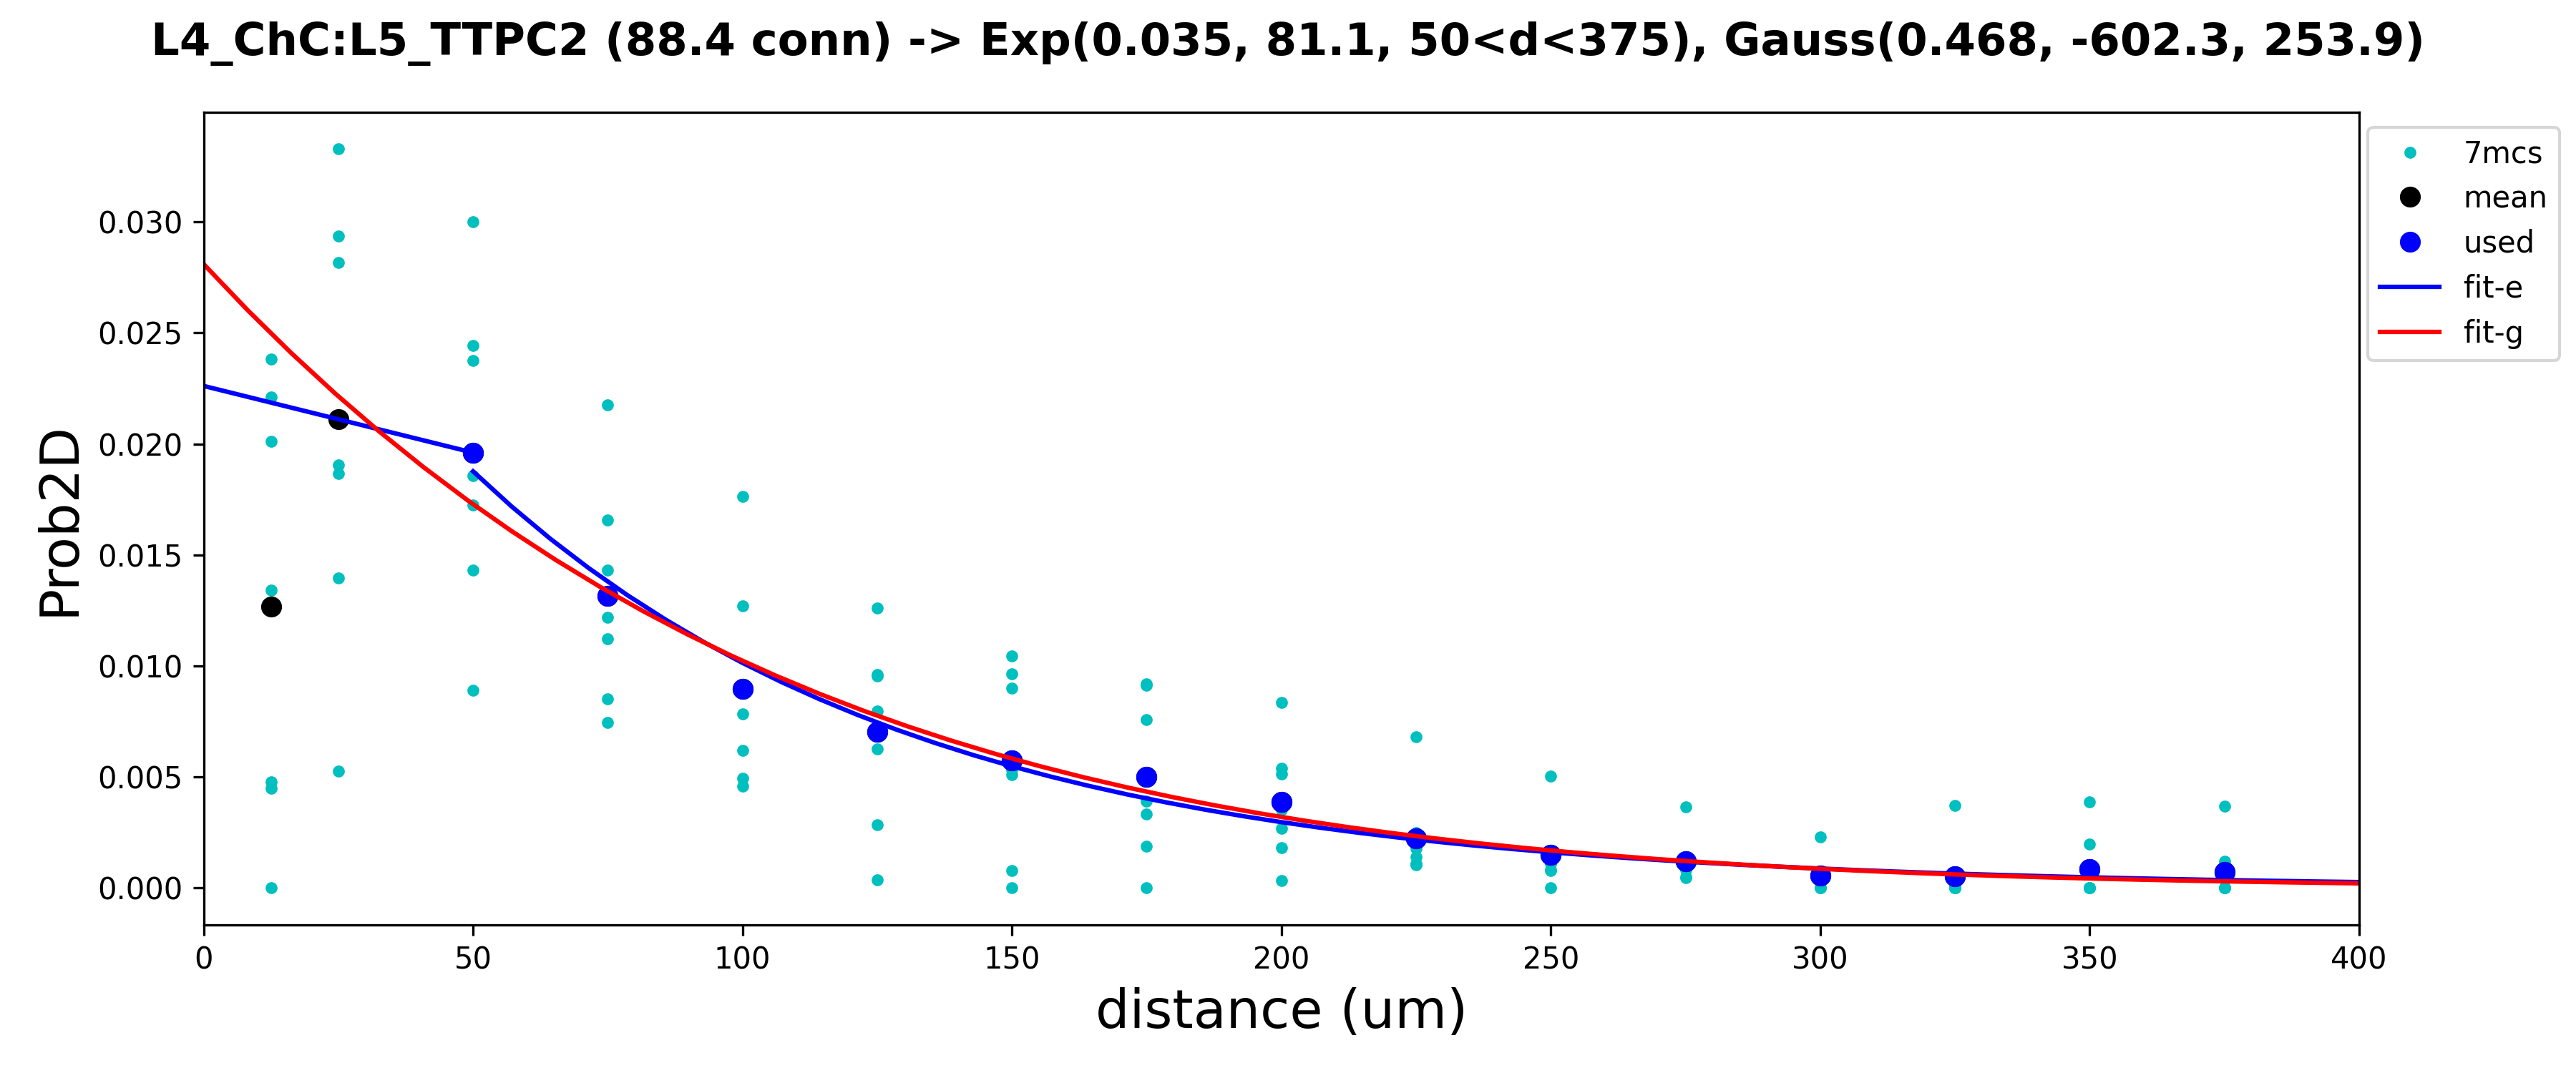 L4_ChC:L5_TTPC2 (88.4 conn) -> Exp(0.035, 81.1, 50<d<375), Gauss(0.468, -602.3, 253.9)
7mcs
mean
used
fit-e
fit-g
Prob2D
0.030
0.025
0.020
0.015
0.010
0.005
0.000
0 50 100 150 200 250 300 350 400
distance (um)